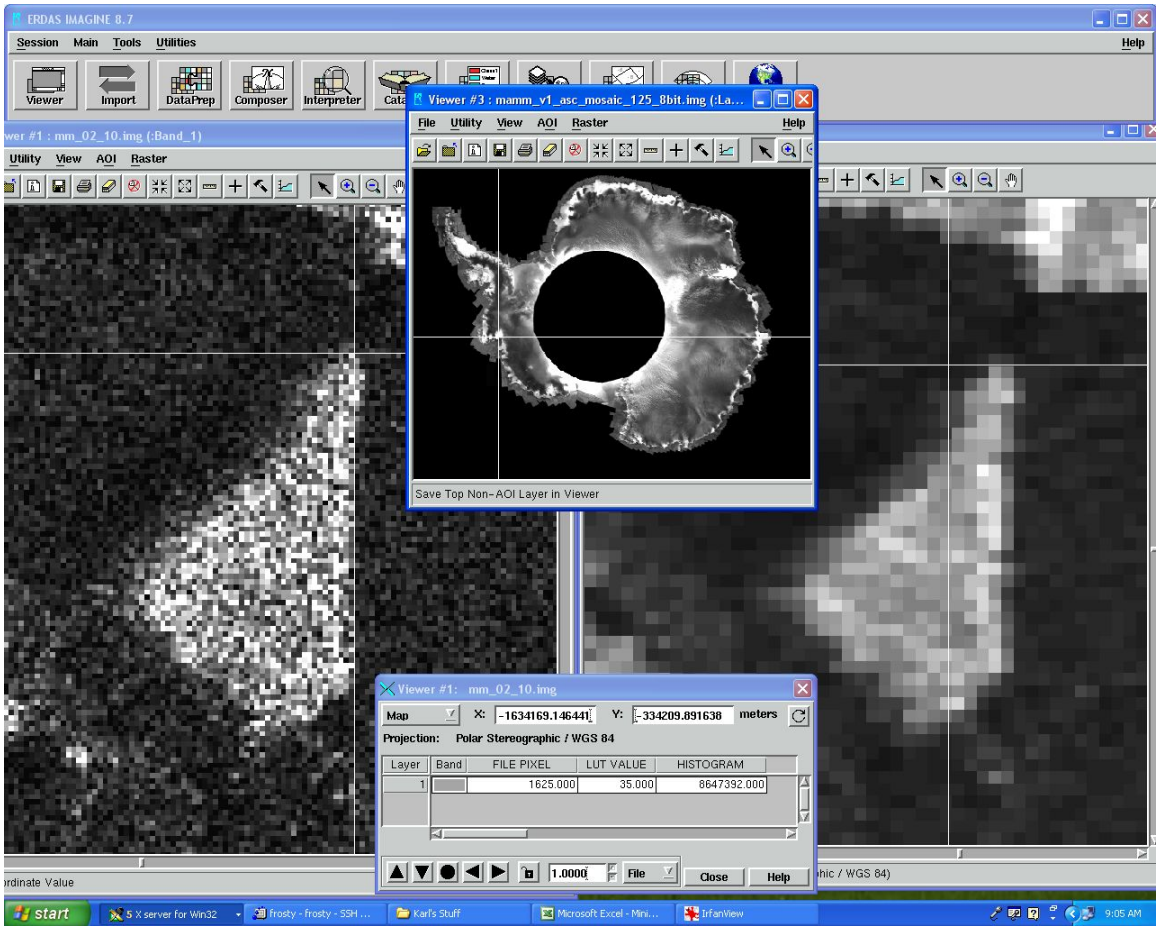 ERDAS IMAGINE 8.7
Session Main Tools Utilities Help
Viewer Import DataPrep Composer Interpreter
Viewer #3 : mamm_v1_asc_mosaic_125_8bit.img (:La...
File Utility View AOI Raster Help
Save Top Non-AOI Layer in Viewer
wer #1 : mm_02_10.img (:Band_1)
Utility View AOI Raster
Viewer #1: mm_02_10.img
Map X: -1634169.146441 Y: -334209.891638 meters
Projection: Polar Stereographic / WGS 84
Layer Band FILE PIXEL LUT VALUE HISTOGRAM
1 1625.000 35.000 8647392.000
1.0000 File Close Help
ordinate Value
hic / WGS 84)
start 5 X server for Win32 frosty - frosty - SSH ... Karl's Stuff Microsoft Excel - Mini... IrfanView 9:05 AM